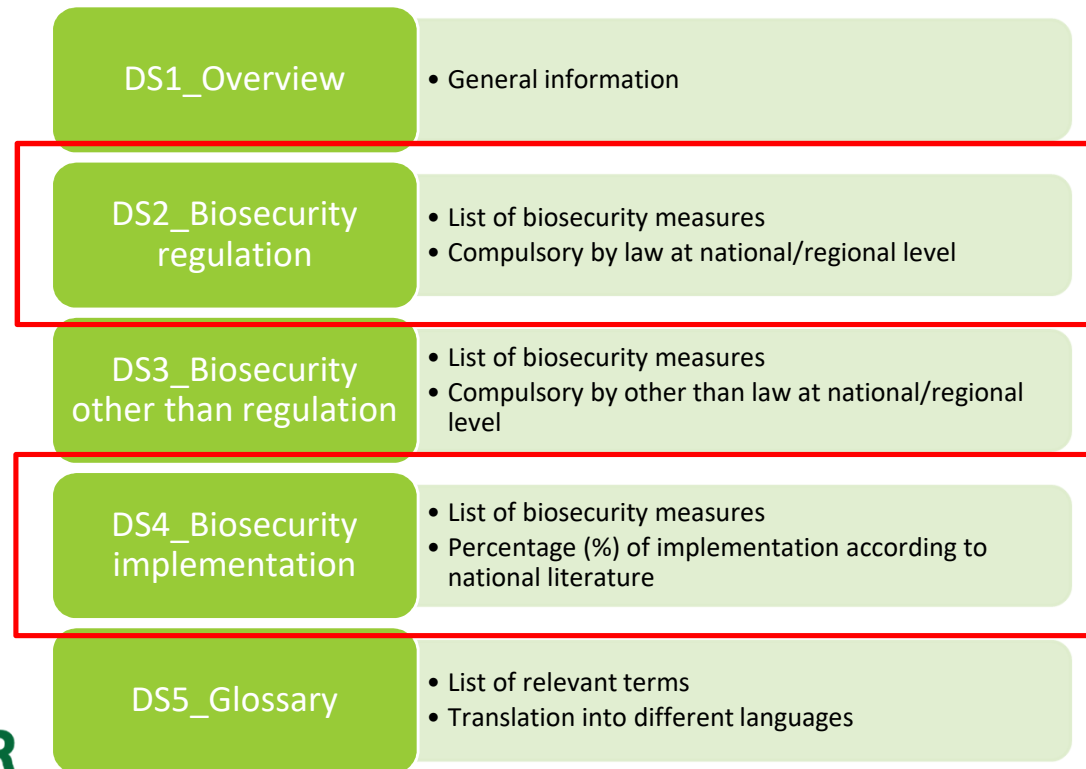 DS1_Overview
• General information
DS2_Biosecurity
regulation
• List of biosecurity measures
• Compulsory by law at national/regional level
DS3_Biosecurity
other than regulation
• List of biosecurity measures
• Compulsory by other than law at national/regional
level
DS4_Biosecurity
implementation
• List of biosecurity measures
• Percentage (%) of implementation according to
national literature
DS5_Glossary
• List of relevant terms
• Translation into different languages
R